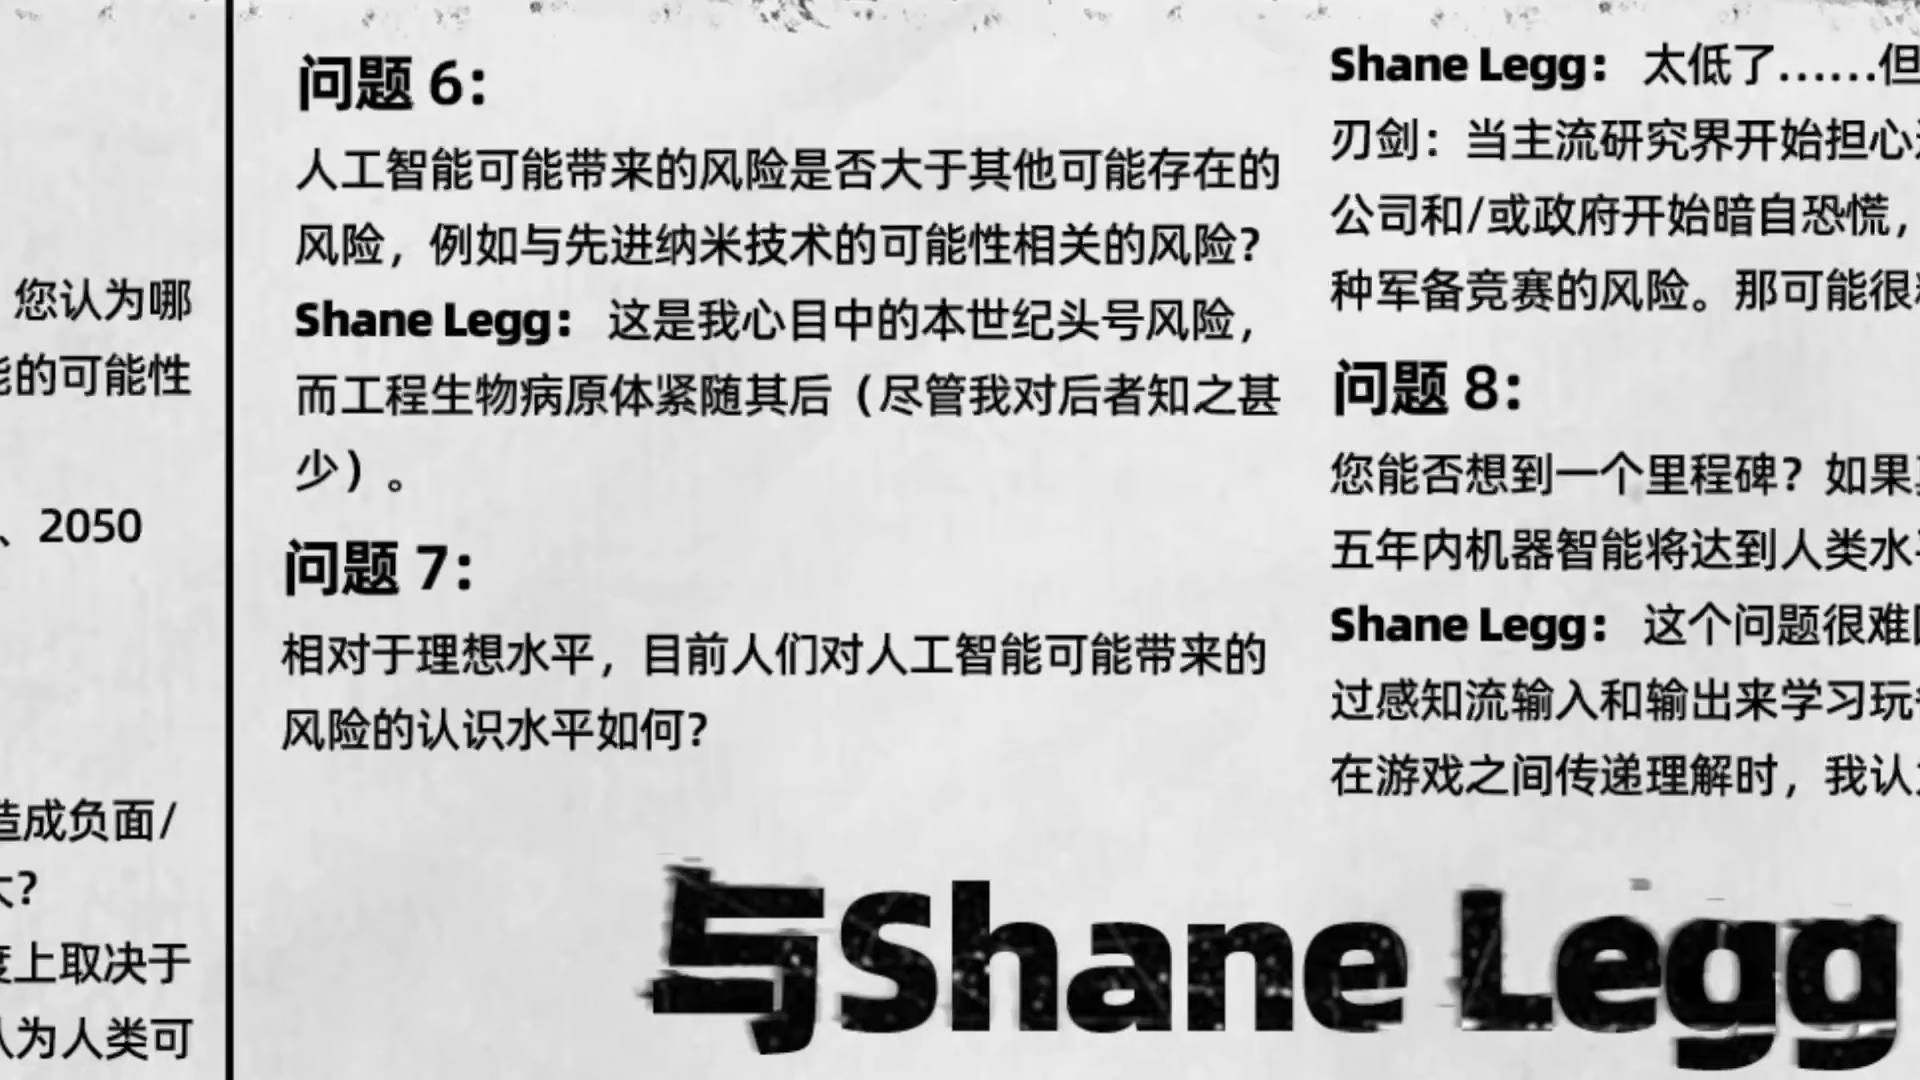 您认为哪
的可能性
、2050
造成负面/
?
度上取决于
认为人类可
问题 6:
人工智能可能带来的风险是否大于其他可能存在的
风险，例如与先进纳米技术的可能性相关的风险?
Shane Legg: 这是我心目中的本世纪头号风险，
而工程生物病原体紧随其后（尽管我对后者知之甚
少）。
问题 7:
相对于理想水平，目前人们对人工智能可能带来的
风险的认识水平如何?
Shane Legg: 太低了……但
刃剑：当主流研究界开始担心
公司和/或政府开始暗自恐慌，
种军备竞赛的风险。那可能很
问题 8:
您能否想到一个里程碑? 如果
五年内机器智能将达到人类水
Shane Legg: 这个问题很难
过感知流输入和输出来学习玩
在游戏之间传递理解时，我认
与Shane Legg